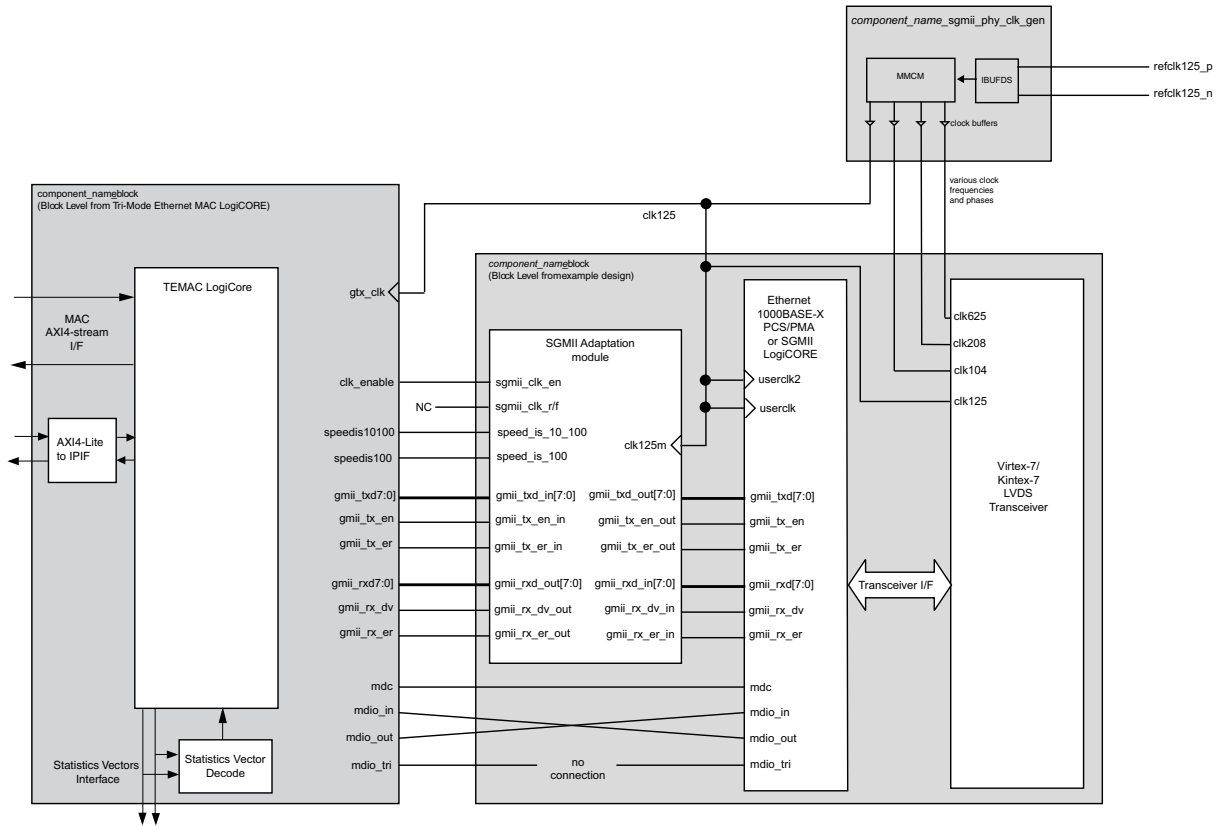 component_name_sgmii_phy_clk_gen
MMCM
IBUFDS
refclk125_p
refclk125_n
clock buffers
various clock
frequencies
and phases
component_nameblock
(Block Level from Tri-Mode Ethernet MAC LogiCORE)
clk125
component_nameblock
(Block Level fromexample design)
TEMAC LogiCore
gtx_clk
MAC
AXI4-stream
I/F
AXI4-Lite
to IPIF
clk_enable
speedis10100
speedis100
gmii_txd7:0]
gmii_tx_en
gmii_tx_er
gmii_rxd7:0]
gmii_rx_dv
gmii_rx_er
mdc
mdio_in
mdio_out
mdio_tri
Statistics Vectors
Interface
Statistics Vector
Decode
NC
SGMII Adaptation
module
sgmii_clk_en
sgmii_clk_r/f
speed_is_10_100
speed_is_100
clk125m
gmii_txd_in[7:0]
gmii_tx_en_in
gmii_tx_er_in
gmii_rxd_out[7:0]
gmii_rx_dv_out
gmii_rx_er_out
gmii_txd_out[7:0]
gmii_tx_en_out
gmii_tx_er_out
gmii_rxd_in[7:0]
gmii_rx_dv_in
gmii_rx_er_in
no
connection
Ethernet
1000BASE-X
PCS/PMA
or SGMII
LogiCORE
userclk2
userclk
gmii_txd[7:0]
gmii_tx_en
gmii_tx_er
gmii_rxd[7:0]
gmii_rx_dv
gmii_rx_er
mdc
mdio_in
mdio_out
mdio_tri
Transceiver I/F
clk625
clk208
clk104
clk125
Virtex-7/
Kintex-7
LVDS
Transceiver